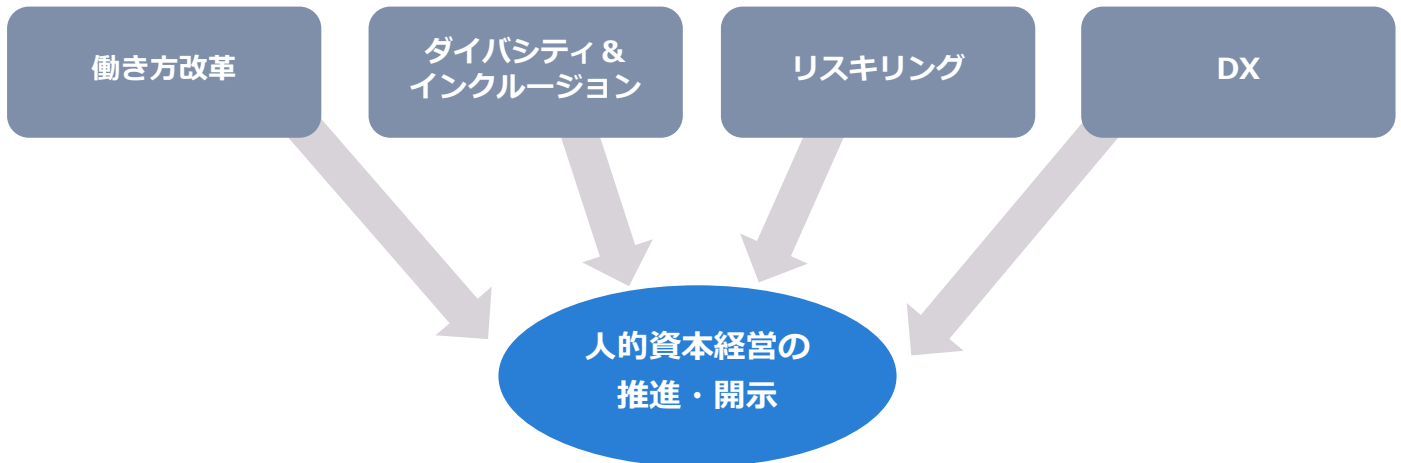 働き方改革
ダイバシティ＆
インクルージョン
リスキリング
DX
人的資本経営の
推進・開示